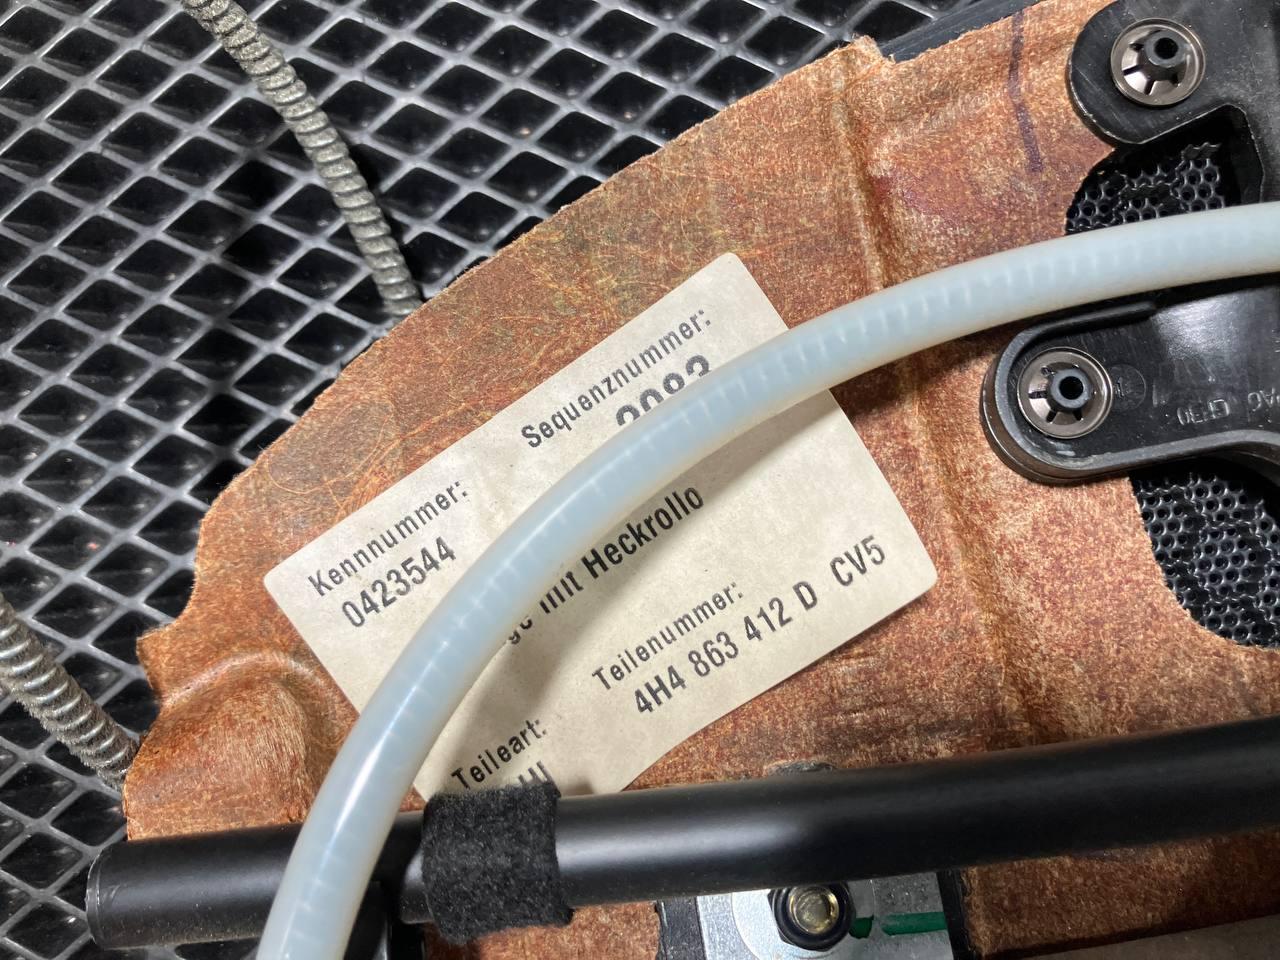 Kennnummer:
0423544
Sequenznummer:
mit Heckrollo
Teileart:
Teilenummer:
4H4 863 412 D CV5